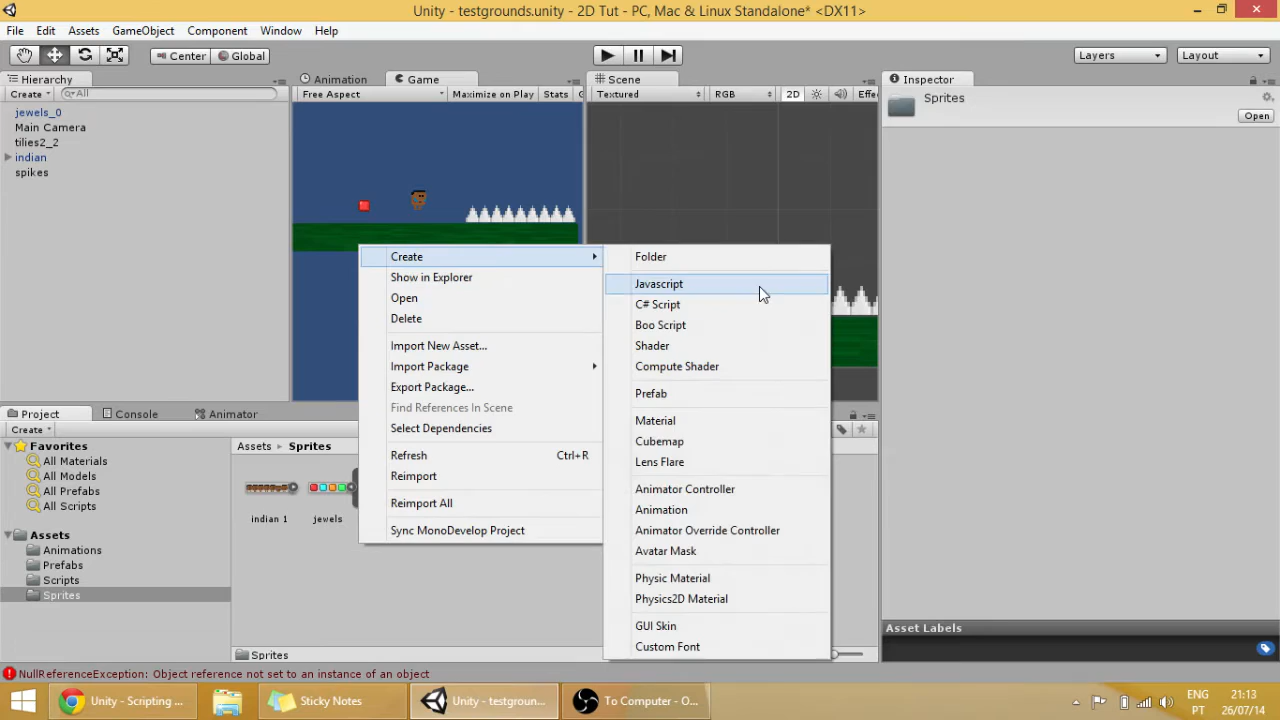 Unity - testgrounds.unity - 2D Tut - PC, Mac & Linux Standalone* <DX11>
File Edit Assets GameObject Component Window Help
Center Global Layers Layout
Hierarchy
Create All
jewels_0
Main Camera
tilies2_2
indian
spikes
Animation Game
Free Aspect Maximize on Play Stats
Scene
Textured RGB 2D Effe
Inspector
Sprites
Open
Create
Show in Explorer
Open
Delete
Import New Asset...
Import Package
Export Package...
Find References In Scene
Select Dependencies
Refresh Ctrl+R
Reimport
Reimport All
Sync MonoDevelop Project
Folder
Javascript
C# Script
Boo Script
Shader
Compute Shader
Prefab
Material
Cubemap
Lens Flare
Animator Controller
Animation
Animator Override Controller
Avatar Mask
Physic Material
Physics2D Material
GUI Skin
Custom Font
Project Console Animator
Create
Favorites
All Materials
All Models
All Prefabs
All Scripts
Assets
Animations
Prefabs
Scripts
Sprites
Assets Sprites
indian 1 jewels
Sprites
Asset Labels
NullReferenceException: Object reference not set to an instance of an object
Unity - Scripting ...
Sticky Notes
Unity - testgroun...
To Computer - O...
ENG
PT
21:13
26/07/14